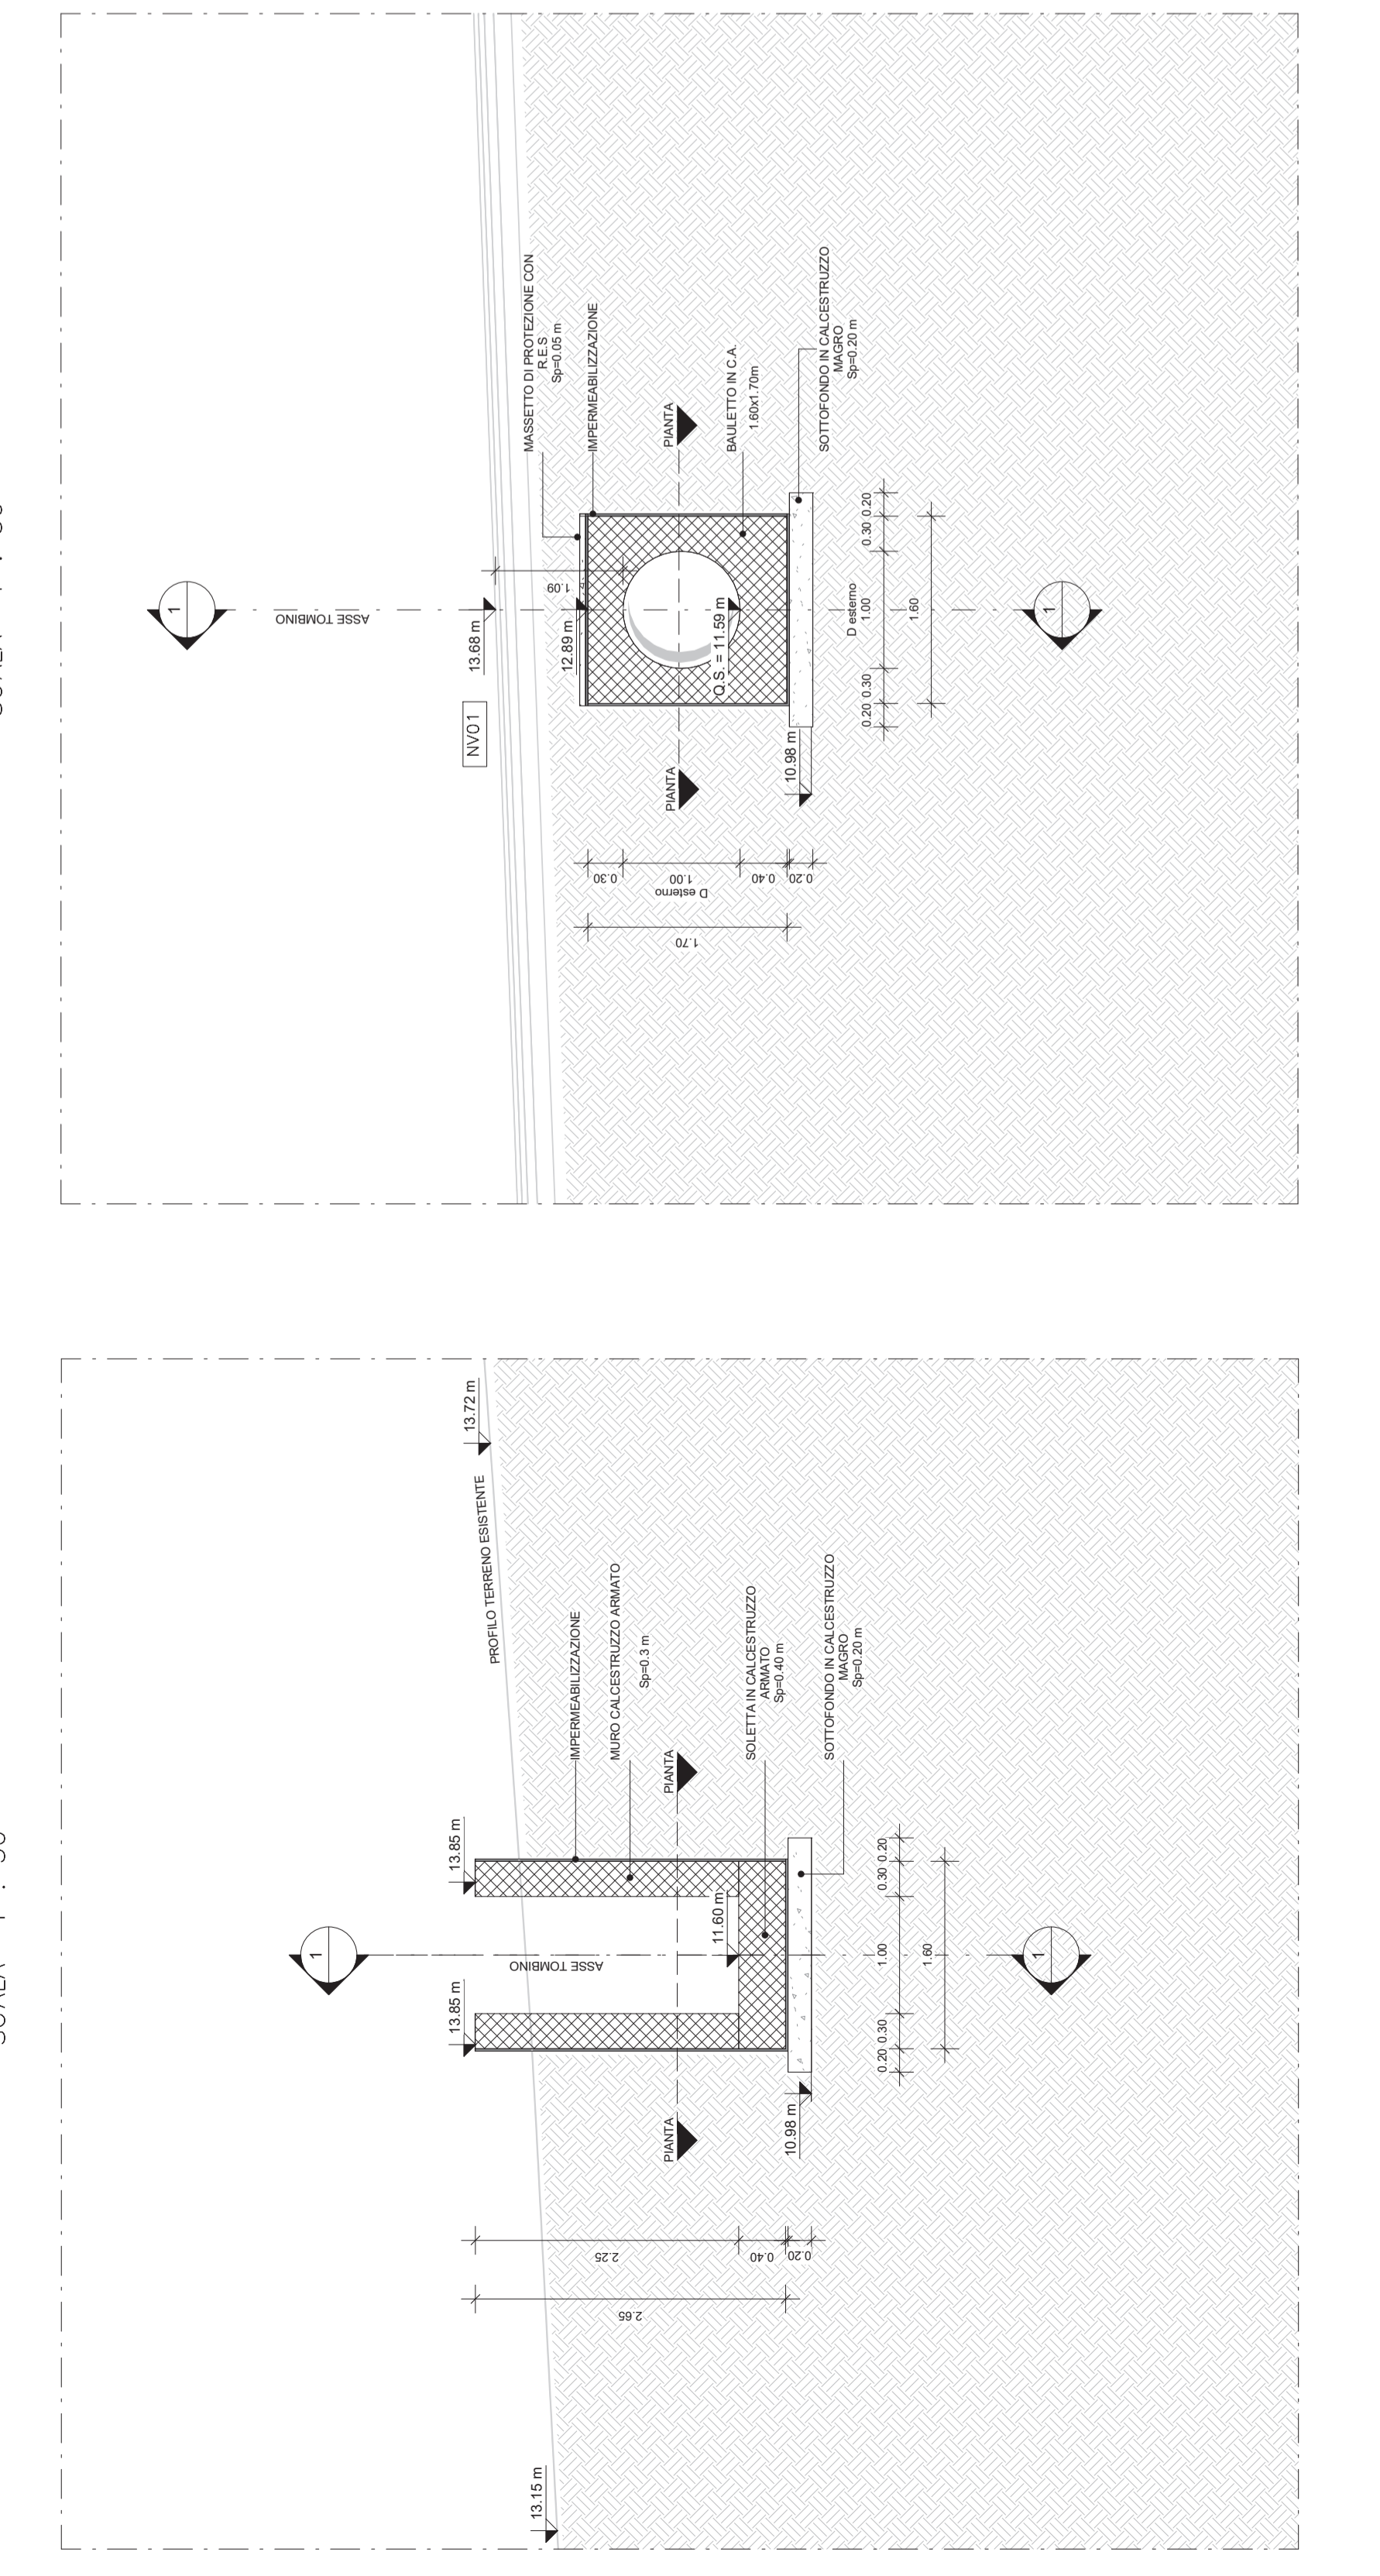 1
ASSE TOMBINO
13.68 m
NV01
12.89 m
1.09
MASSETTO DI PROTEZIONE CON
R.E.S
Sp=0.05 m
IMPERMEABILIZZAZIONE
PIANTA
PIANTA
BAULETTO IN C.A.
1.60x1.70m
SOTTOFONDO IN CALCESTRUZZO
MAGRO
Sp=0.20 m
Q.S. = 11.59 m
10.98 m
0.30
1.00
D esterno
0.40
0.20
1.70
D esterno
0.20
0.30
1.00
0.30
0.20
1.60
1
13.72 m
PROFILO TERRENO ESISTENTE
13.85 m
13.85 m
1
ASSE TOMBINO
IMPERMEABILIZZAZIONE
MURO CALCESTRUZZO ARMATO
Sp=0.3 m
PIANTA
PIANTA
SOLETTA IN CALCESTRUZZO
ARMATO
Sp=0.40 m
SOTTOFONDO IN CALCESTRUZZO
MAGRO
Sp=0.20 m
11.60 m
10.98 m
0.20
0.30
1.00
0.30
0.20
1.60
1
2.25
0.40
0.20
2.65
13.15 m